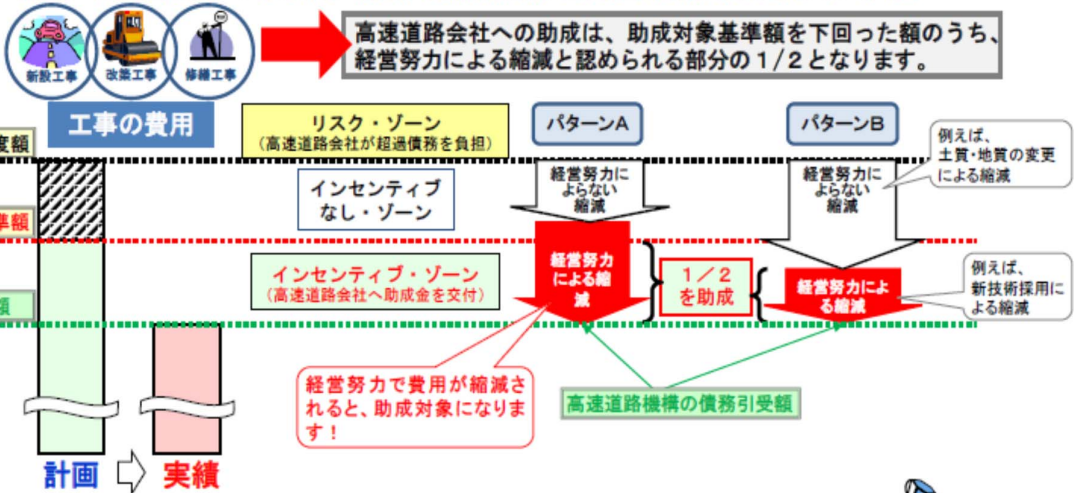 新設工事
改築工事
修繕工事
高速道路会社への助成は、助成対象基準額を下回った額のうち、
経営努力による縮減と認められる部分の1/2となります。
工事の費用
リスク・ゾーン
(高速道路会社が超過債務を負担)
パターンA
パターンB
度額
例えば、
土質・地質の変更
による縮減
インセンティブ
なし・ゾーン
経営努力に
よらない
縮減
経営努力に
よらない
縮減
準額
インセンティブ・ゾーン
(高速道路会社へ助成金を交付)
経営努力
による縮
減
1/2
を助成
経営努力によ
る縮減
例えば、
新技術採用に
よる縮減
額
経営努力で費用が縮減さ
れると、助成対象になりま
す!
高速道路機構の債務引受額
計画
実績